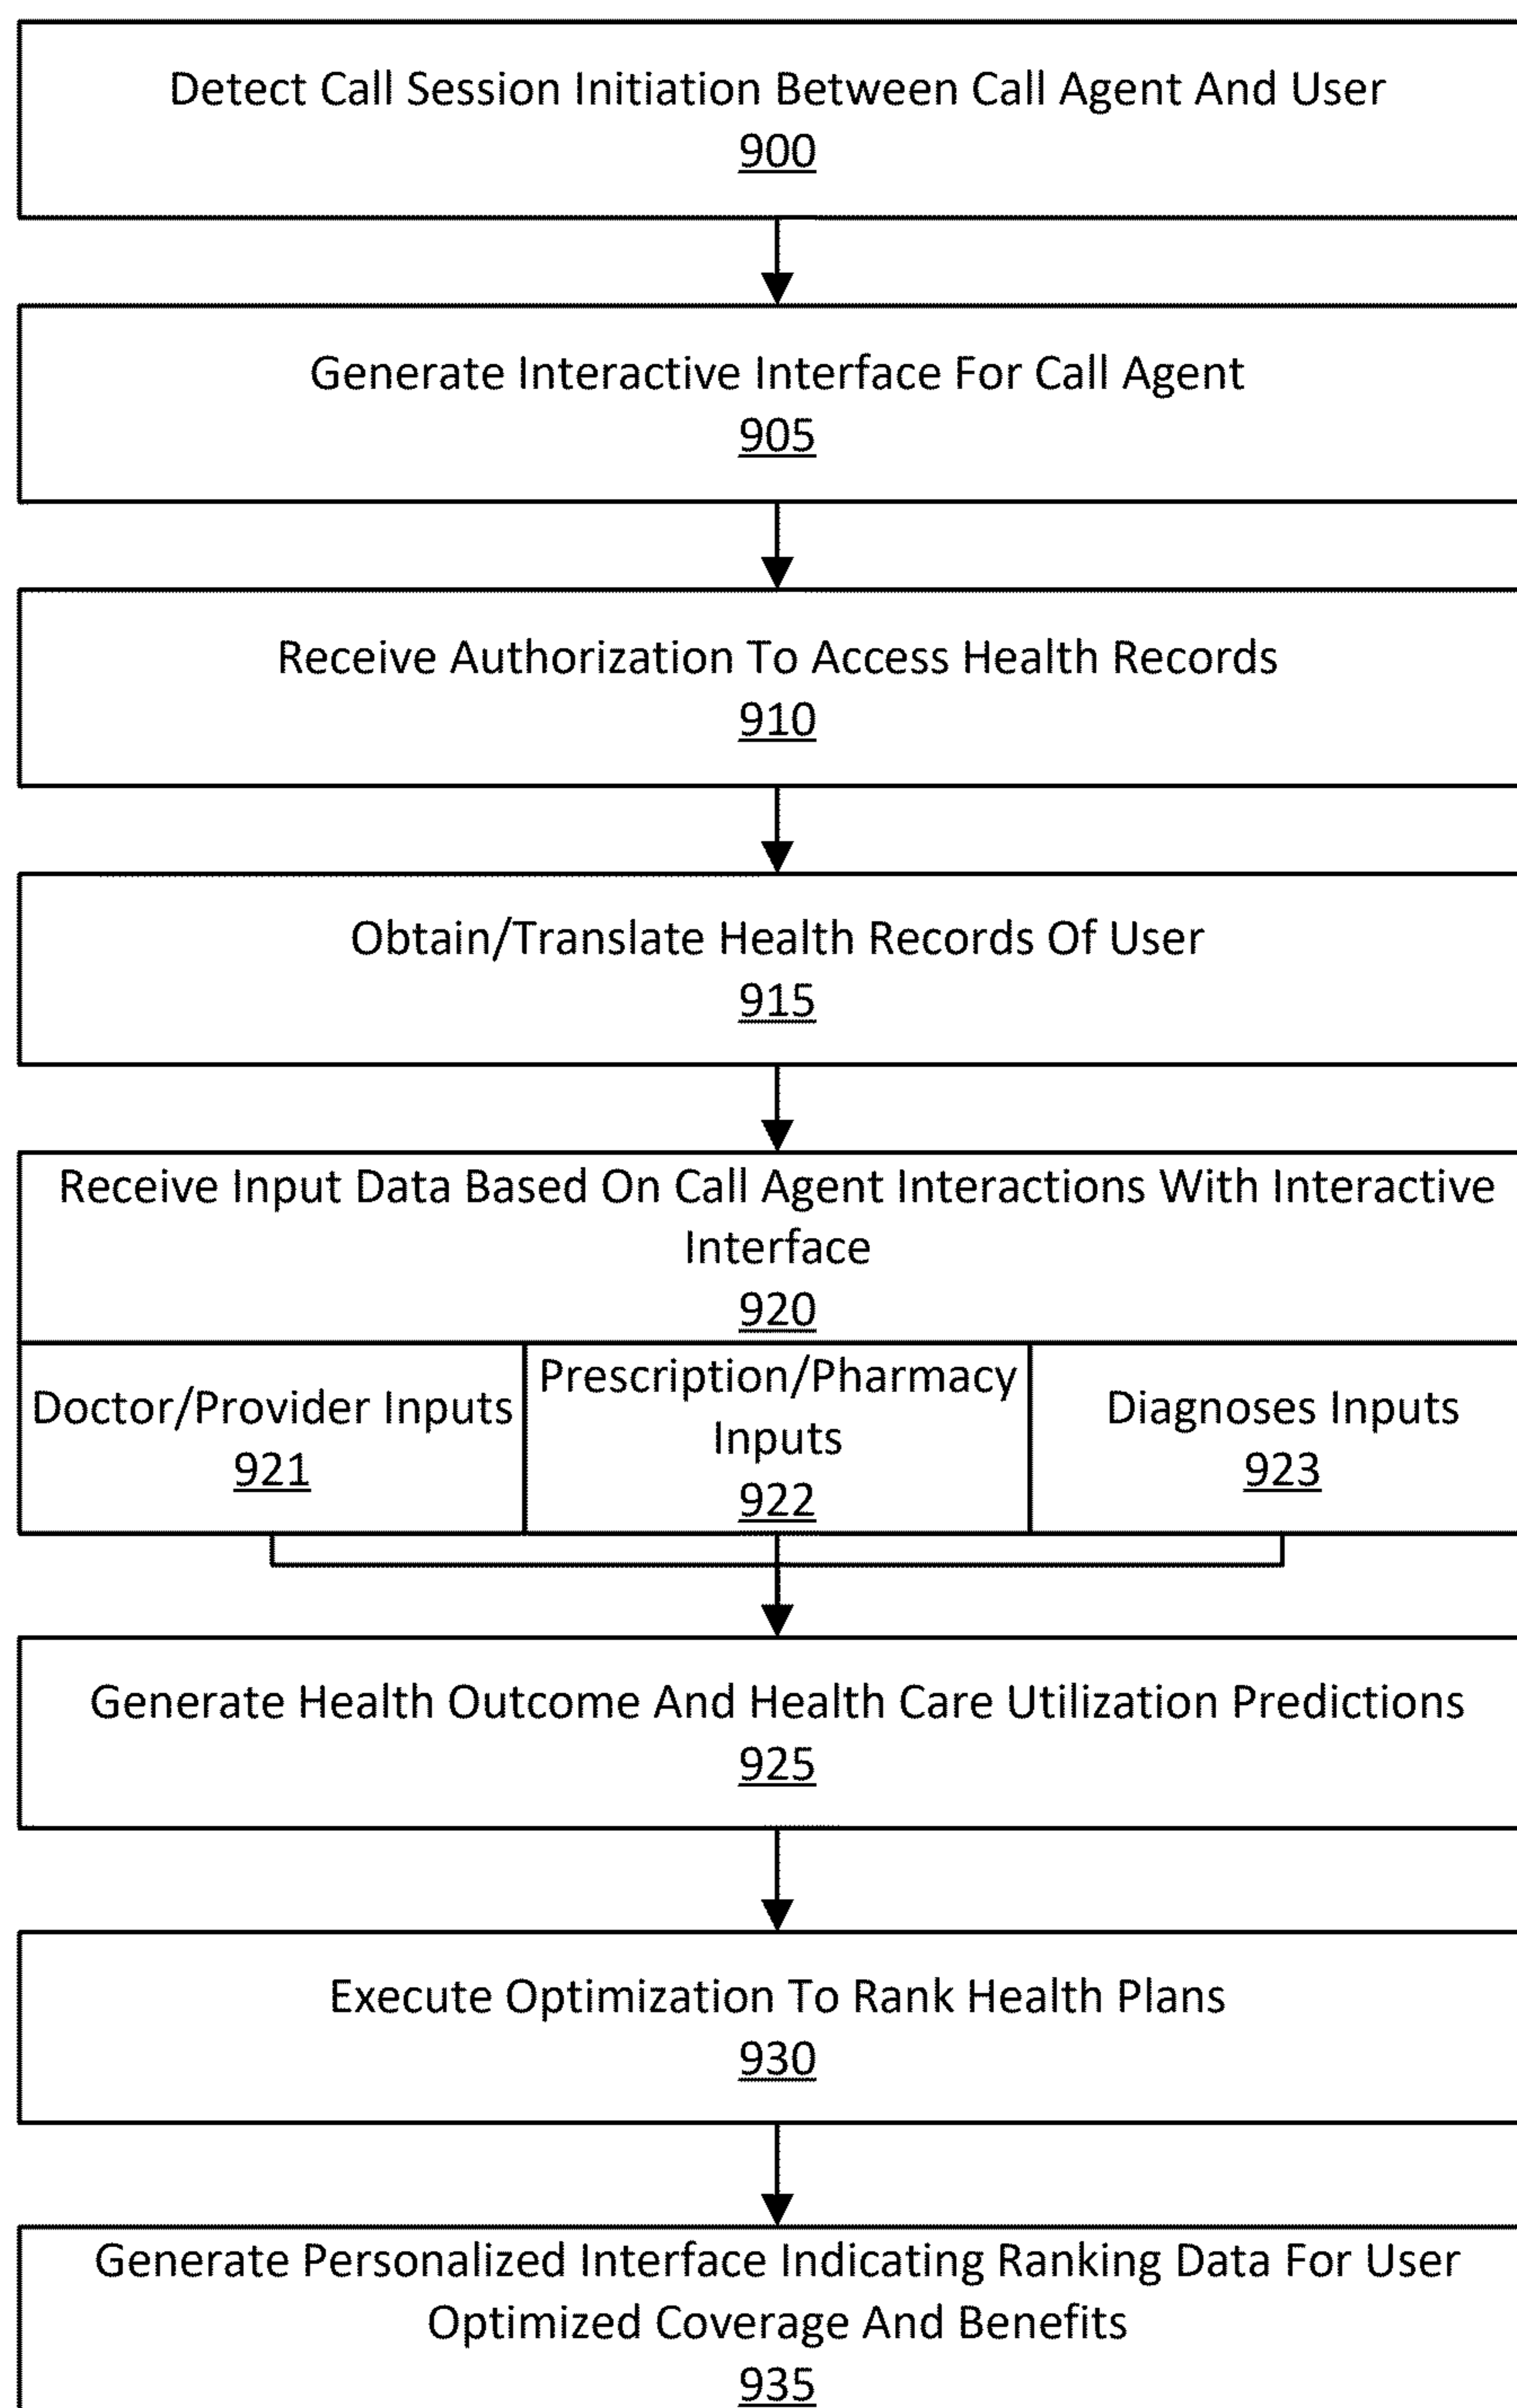 Detect Call Session Initiation Between Call Agent And User
900
Generate Interactive Interface For Call Agent
905
Receive Authorization To Access Health Records
910
Obtain/Translate Health Records Of User
915
Receive Input Data Based On Call Agent Interactions With Interactive
Interface
920
Doctor/Provider Inputs
921
Prescription/Pharmacy
Inputs
922
Diagnoses Inputs
923
Generate Health Outcome And Health Care Utilization Predictions
925
Execute Optimization To Rank Health Plans
930
Generate Personalized Interface Indicating Ranking Data For User
Optimized Coverage And Benefits
935